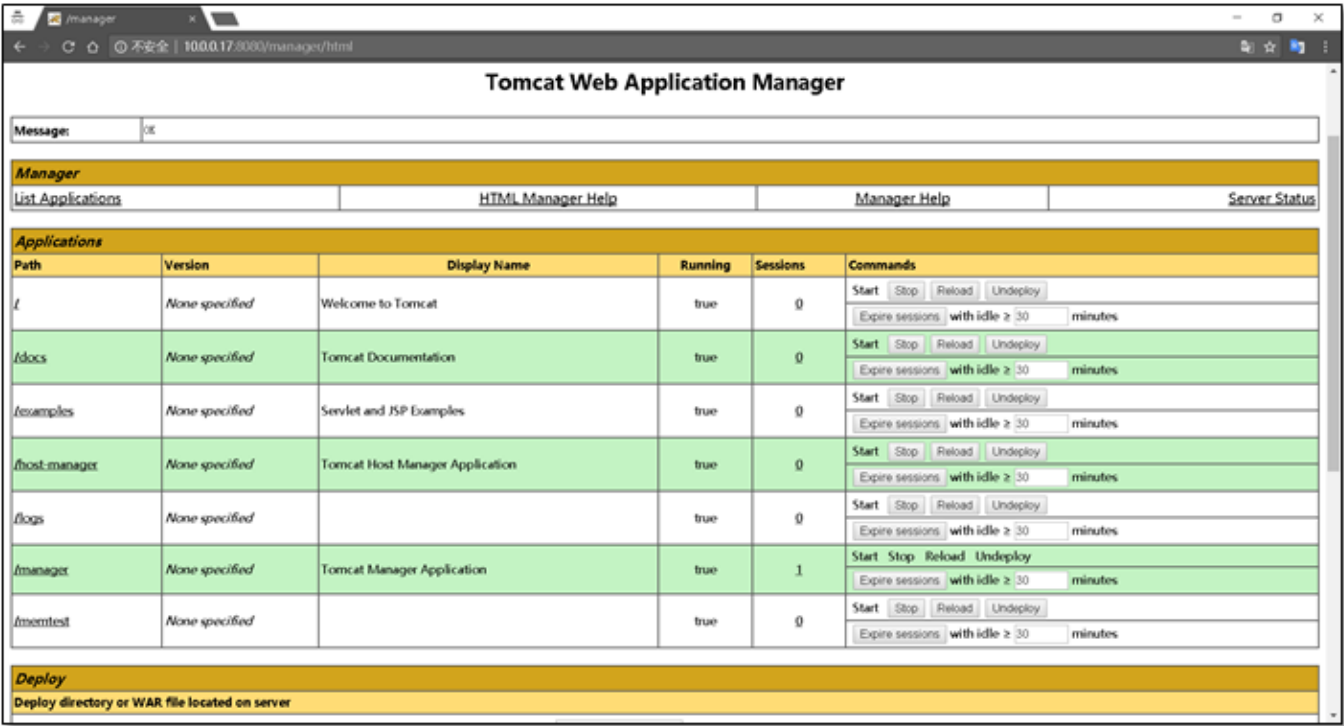 /manager
不安全 | 10.0.0.17:8080/manager/html
Tomcat Web Application Manager
Message: OK
Manager
List Applications HTML Manager Help Manager Help Server Status
Applications
Path Version Display Name Running Sessions Commands
/ None specified Welcome to Tomcat true 0 Start Stop Reload Undeploy
Expire sessions with idle ≥ 30 minutes
/docs None specified Tomcat Documentation true 0 Start Stop Reload Undeploy
Expire sessions with idle ≥ 30 minutes
/examples None specified Servlet and JSP Examples true 0 Start Stop Reload Undeploy
Expire sessions with idle ≥ 30 minutes
/host-manager None specified Tomcat Host Manager Application true 0 Start Stop Reload Undeploy
Expire sessions with idle ≥ 30 minutes
/logs None specified true 0 Start Stop Reload Undeploy
Expire sessions with idle ≥ 30 minutes
/manager None specified Tomcat Manager Application true 1 Start Stop Reload Undeploy
Expire sessions with idle ≥ 30 minutes
/memtest None specified true 0 Start Stop Reload Undeploy
Expire sessions with idle ≥ 30 minutes
Deploy
Deploy directory or WAR file located on server